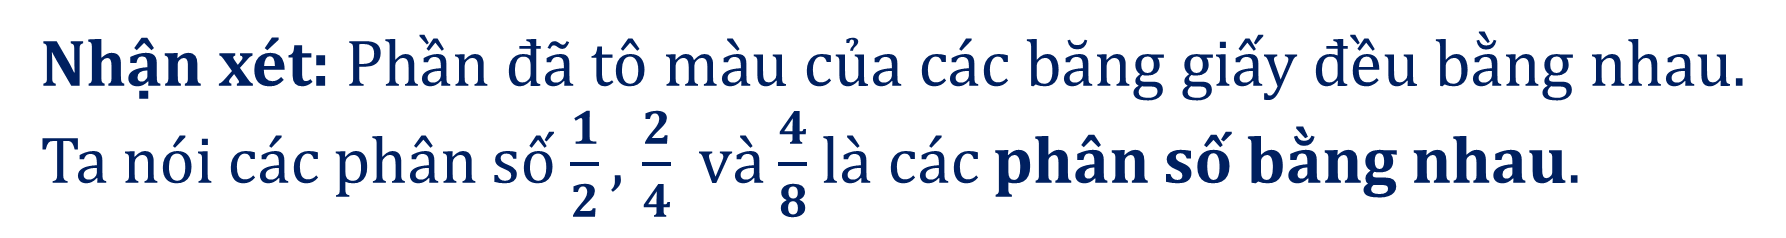 Nhận xét: Phần đã tô màu của các băng giấy đều bằng nhau.
Ta nói các phân số 1/2, 2/4 và 4/8 là các phân số bằng nhau.